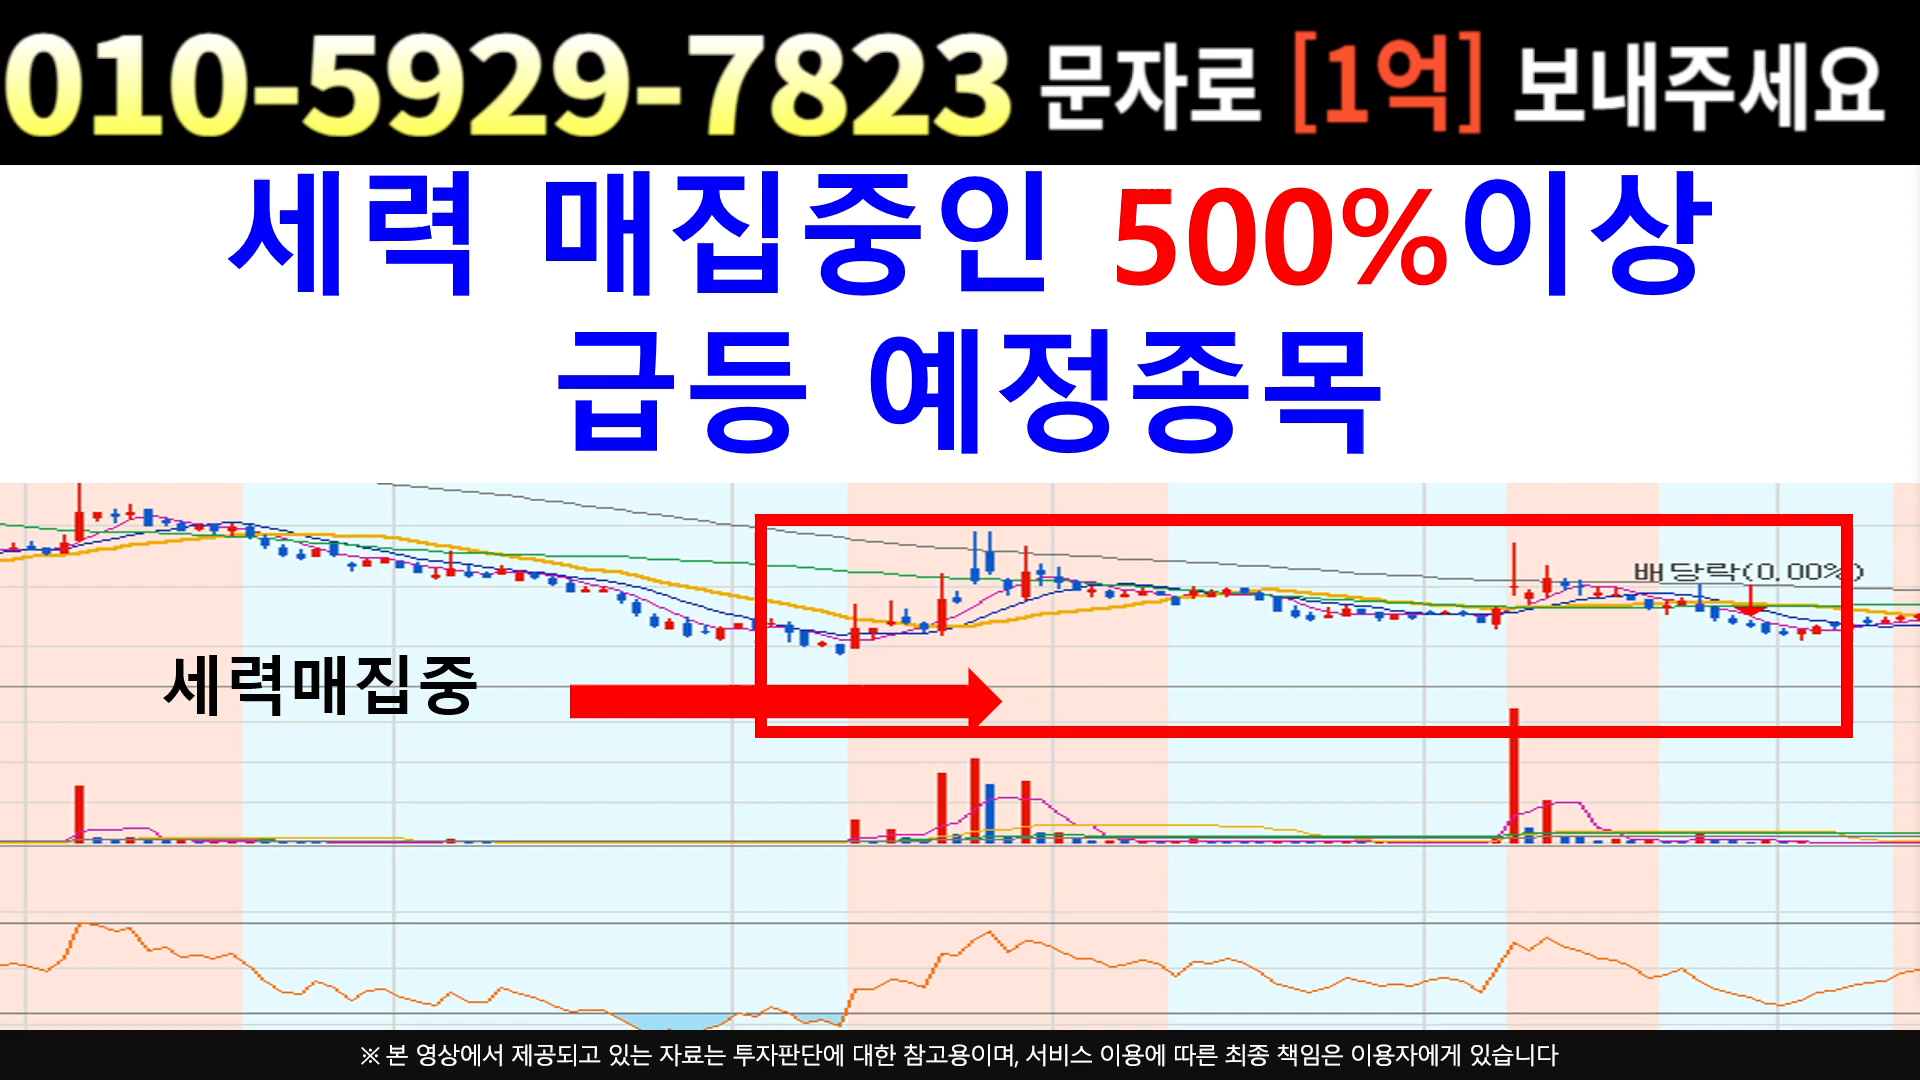 010-5929-7823 문자로 [1억] 보내주세요
세력 매집중인 500%이상
급등 예정종목
배당락(0.00%)
세력매집중
※ 본 영상에서 제공되고 있는 자료는 투자판단에 대한 참고용이며, 서비스 이용에 따른 최종 책임은 이용자에게 있습니다